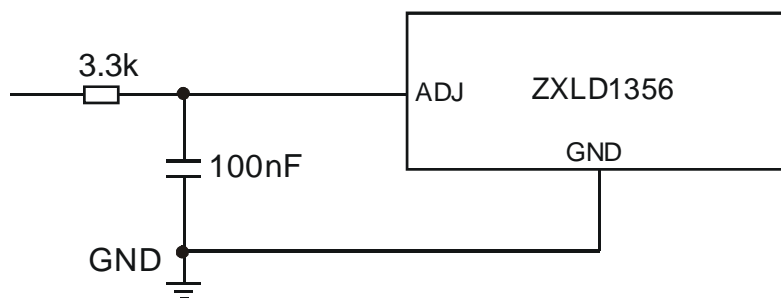 3.3k
ADJ
ZXLD1356
GND
100nF
GND